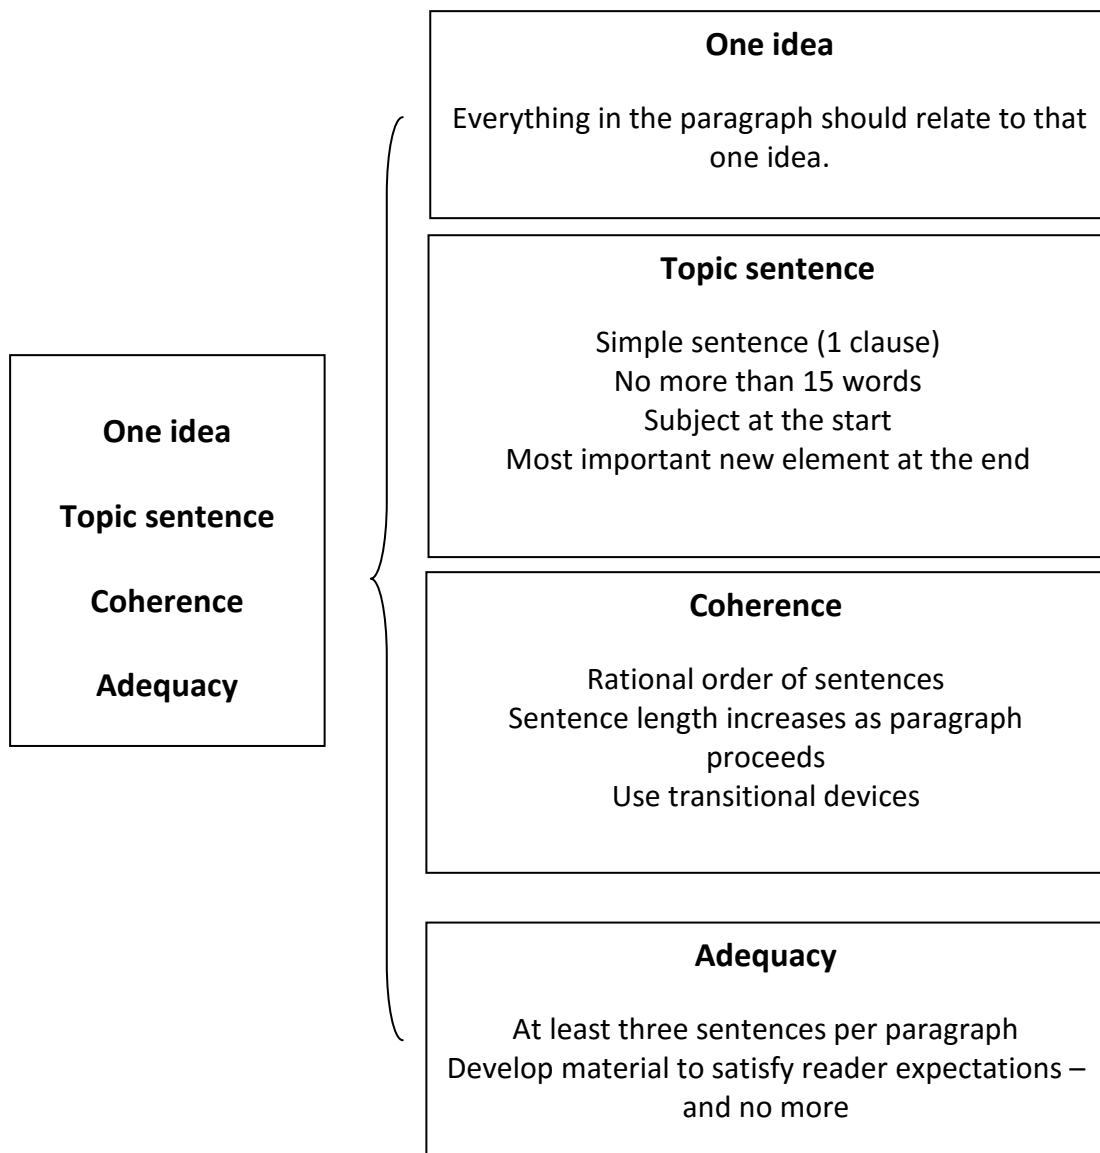 One idea
Topic sentence
Coherence
Adequacy
One idea
Everything in the paragraph should relate to that
one idea.
Topic sentence
Simple sentence (1 clause)
No more than 15 words
Subject at the start
Most important new element at the end
Coherence
Rational order of sentences
Sentence length increases as paragraph
proceeds
Use transitional devices
Adequacy
At least three sentences per paragraph
Develop material to satisfy reader expectations –
and no more